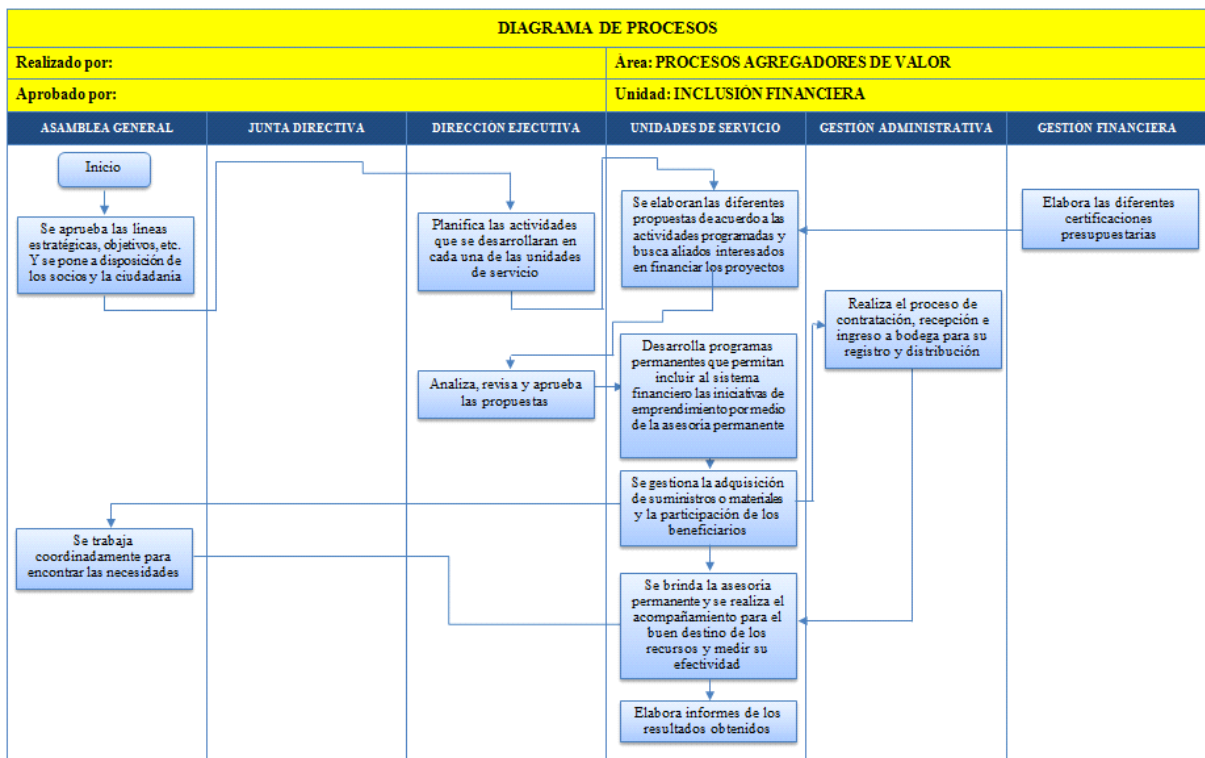 DIAGRAMA DE PROCESOS
Realizado por:
Área: PROCESOS AGREGADORES DE VALOR
Aprobado por:
Unidad: INCLUSIÓN FINANCIERA
ASAMBLEA GENERAL
JUNTA DIRECTIVA
DIRECCIÓN EJECUTIVA
UNIDADES DE SERVICIO
GESTIÓN ADMINISTRATIVA
GESTIÓN FINANCIERA
Inicio
Se aprueba las líneas
estratégicas, objetivos, etc.
Y se pone a disposición de
los socios y la ciudadanía
Planifica las actividades
que se desarrollaran en
cada una de las unidades
de servicio
Se elaboran las diferentes
propuestas de acuerdo a las
actividades programadas y
busca aliados interesados
en financiar los proyectos
Elabora las diferentes
certificaciones
presupuestarias
Realiza el proceso de
contratación, recepción e
ingreso a bodega para su
registro y distribución
Analiza, revisa y aprueba
las propuestas
Desarrolla programas
permanentes que permitan
incluir al sistema
financiero las iniciativas de
emprendimiento por medio
de la asesoría permanente
Se gestiona la adquisición
de suministros o materiales
y la participación de los
beneficiarios
Se trabaja
coordinadamente para
encontrar las necesidades
Se brinda la asesoría
permanente y se realiza el
acompañamiento para el
buen destino de los
recursos y medir su
efectividad
Elabora informes de los
resultados obtenidos